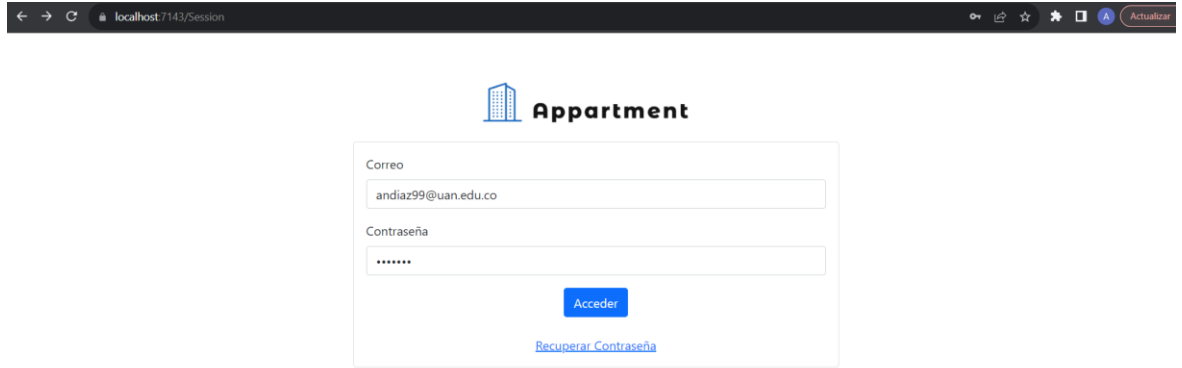 localhost:7143/Session
A
Actualizar
Appartment
Correo
andiaz99@uan.edu.co
Contraseña
•••••••
Acceder
Recuperar Contraseña